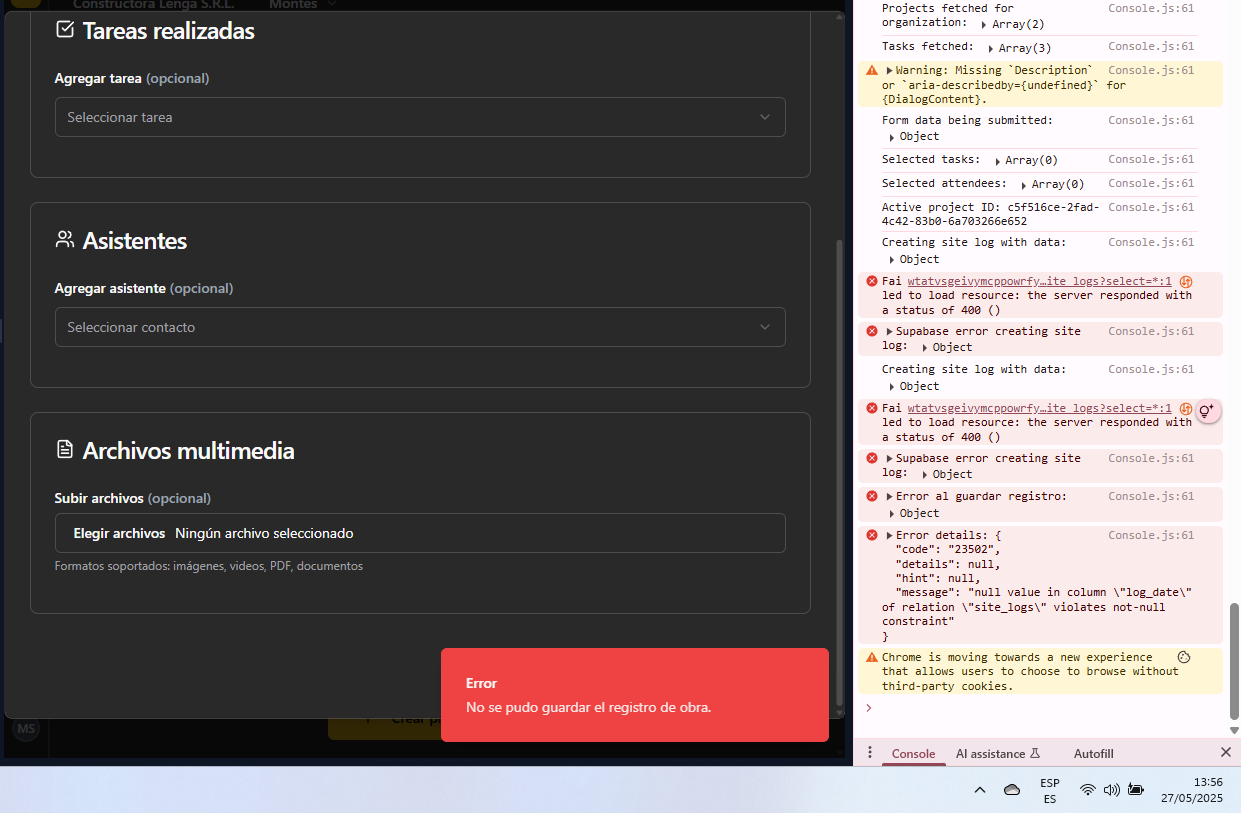 Constructora Lenga S.R.L.
Montes
Tareas realizadas
Agregar tarea (opcional)
Seleccionar tarea
Asistentes
Agregar asistente (opcional)
Seleccionar contacto
Archivos multimedia
Subir archivos (opcional)
Elegir archivos Ningún archivo seleccionado
Formatos soportados: imágenes, videos, PDF, documentos
MS
Error
No se pudo guardar el registro de obra.
Projects fetched for Console.js:61
organization: Array(2)
Tasks fetched: Array(3) Console.js:61
Warning: Missing `Description` Console.js:61
or `aria-describedby={undefined}` for
{DialogContent}.
Form data being submitted: Console.js:61
Object
Selected tasks: Array(0) Console.js:61
Selected attendees: Array(0) Console.js:61
Active project ID: c5f516ce-2fad- Console.js:61
4c42-83b0-6a703266e652
Creating site log with data: Console.js:61
Object
Fai wtatvsgeivymcppowrfy…ite_logs?select=*:1
led to load resource: the server responded with
a status of 400 ()
Supabase error creating site Console.js:61
log: Object
Creating site log with data: Console.js:61
Object
Fai wtatvsgeivymcppowrfy…ite_logs?select=*:1
led to load resource: the server responded with
a status of 400 ()
Supabase error creating site Console.js:61
log: Object
Error al guardar registro: Console.js:61
Object
Error details: { Console.js:61
"code": "23502",
"details": null,
"hint": null,
"message": "null value in column \"log_date\"
of relation \"site_logs\" violates not-null
constraint"
}
Chrome is moving towards a new experience
that allows users to choose to browse without
third-party cookies.
Console AI assistance Autofill
ESP
ES
13:56
27/05/2025